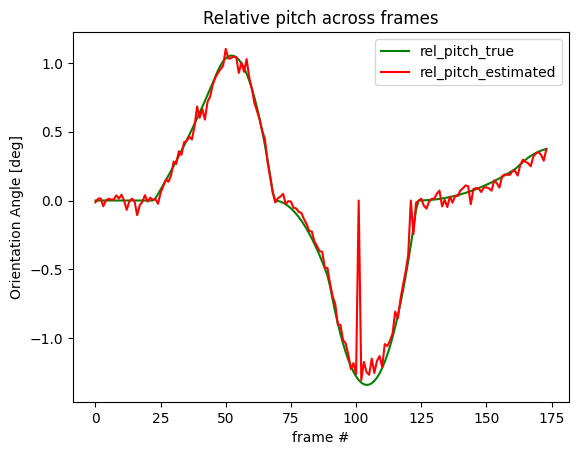 Relative pitch across frames
rel_pitch_true
rel_pitch_estimated
Orientation Angle [deg]
1.0
0.5
0.0
−0.5
−1.0
0 25 50 75 100 125 150 175
frame #